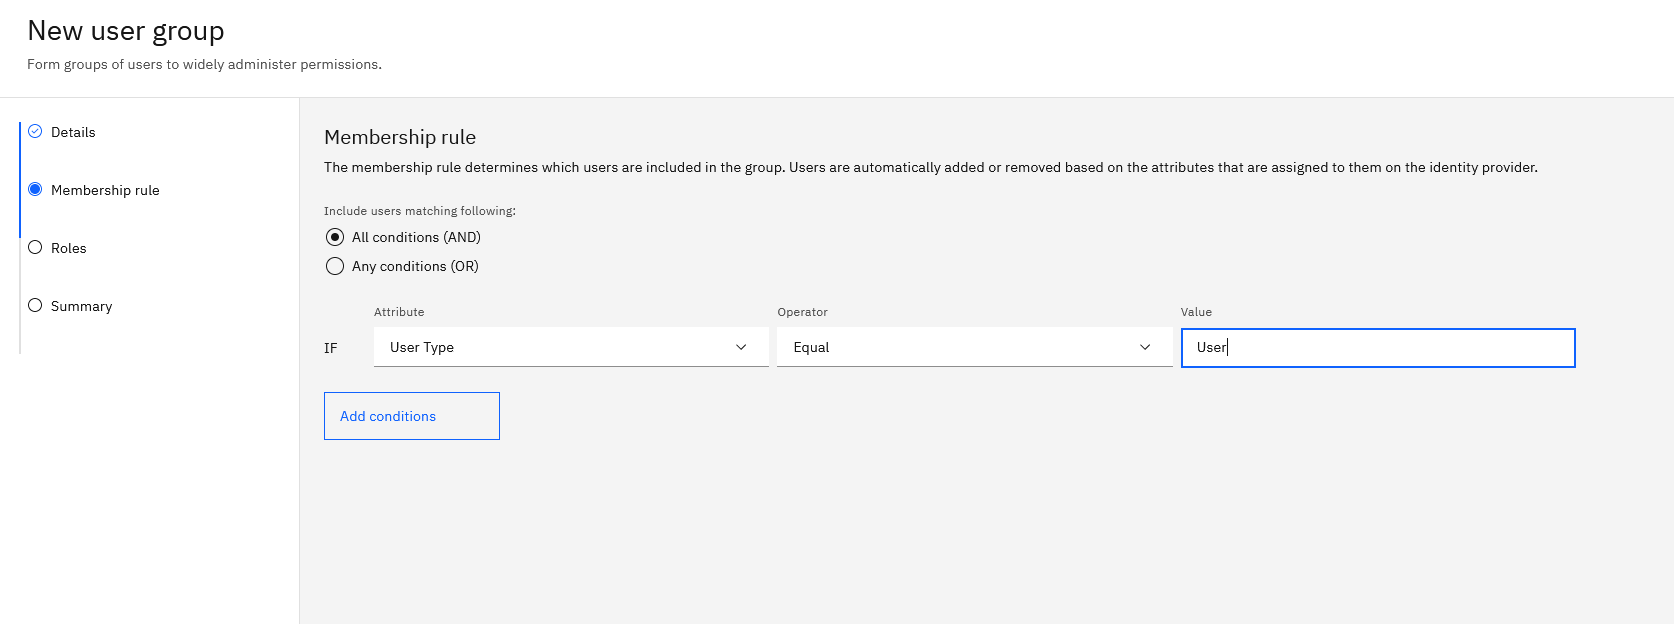 New user group
Form groups of users to widely administer permissions.
Details
Membership rule
Roles
Summary
Membership rule
The membership rule determines which users are included in the group. Users are automatically added or removed based on the attributes that are assigned to them on the identity provider.
Include users matching following:
All conditions (AND)
Any conditions (OR)
Attribute Operator Value
IF User Type Equal User
Add conditions